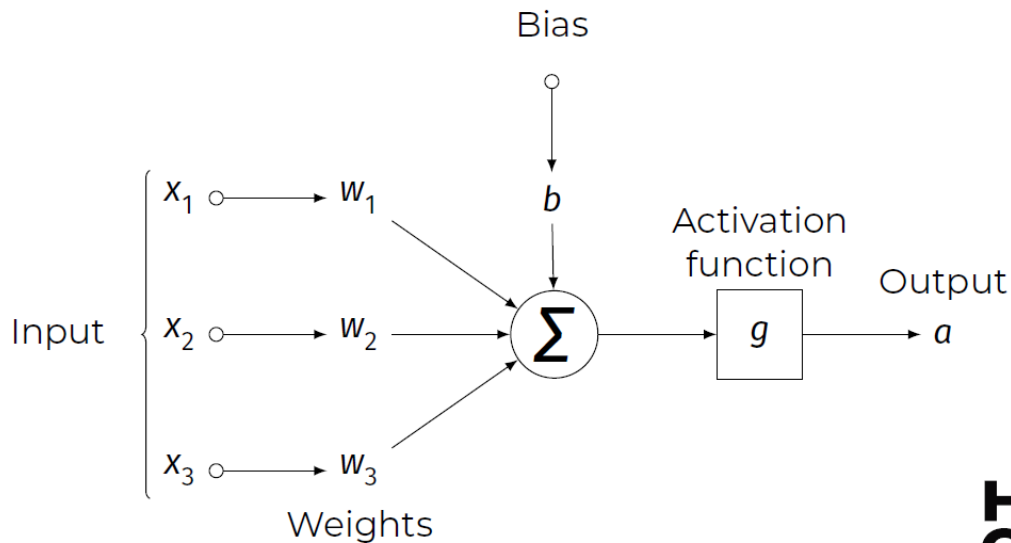 Bias
x₁ w₁ b
Activation
function
Output
Input x₂ w₂ Σ g a
x₃ w₃
Weights
H